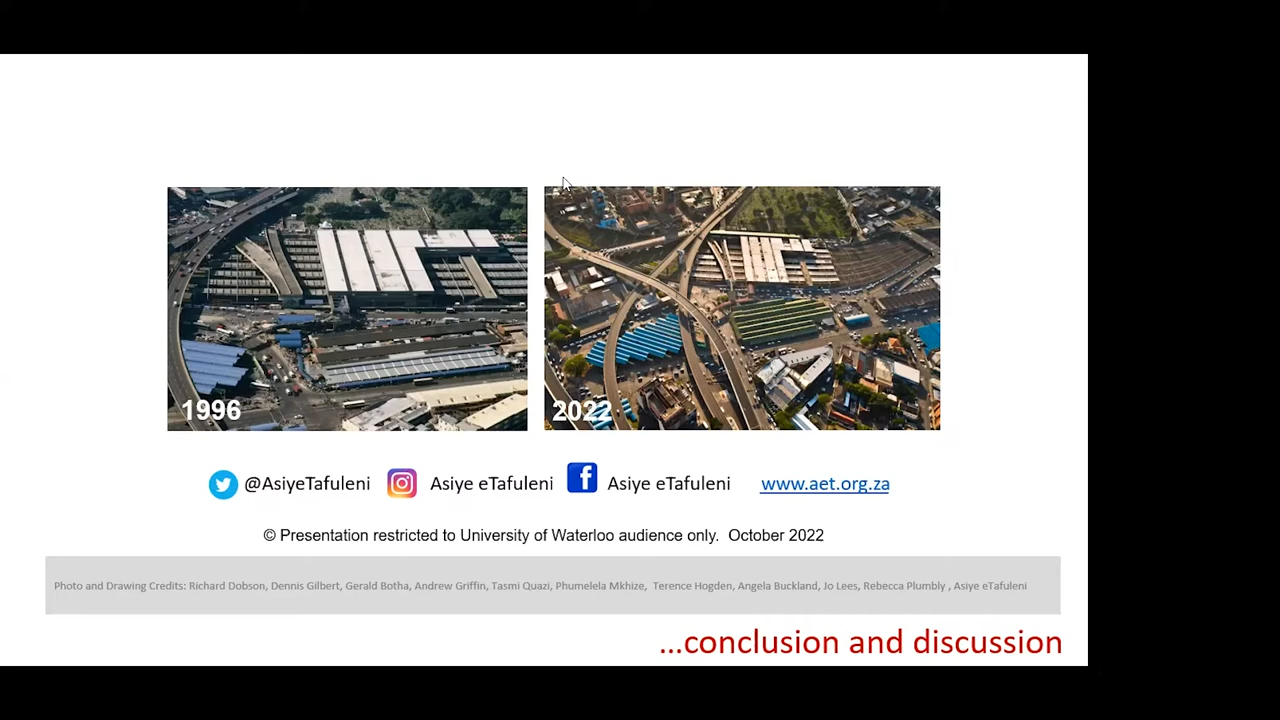 1996
2022
@AsiyeTafuleni Asiye eTafuleni Asiye eTafuleni www.aet.org.za
© Presentation restricted to University of Waterloo audience only. October 2022
Photo and Drawing Credits: Richard Dobson, Dennis Gilbert, Gerald Botha, Andrew Griffin, Tasmi Quazi, Phumelela Mkhize, Terence Hogden, Angela Buckland, Jo Lees, Rebecca Plumbly , Asiye eTafuleni
...conclusion and discussion